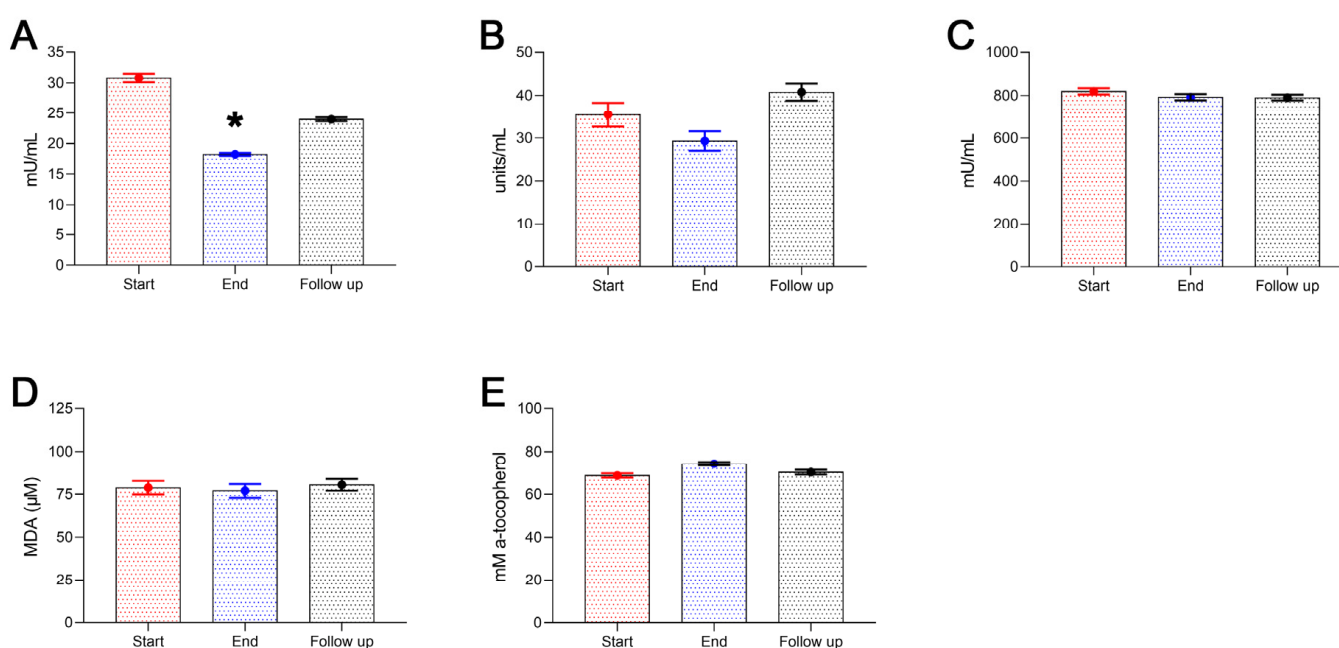 A
mU/mL
35
30
25
20
15
10
5
0
*
Start End Follow up
B
units/mL
50
40
30
20
10
0
Start End Follow up
C
mU/mL
1000
800
600
400
200
0
Start End Follow up
D
MDA (µM)
125
100
75
50
25
0
Start End Follow up
E
mM a-tocopherol
100
80
60
40
20
0
Start End Follow up